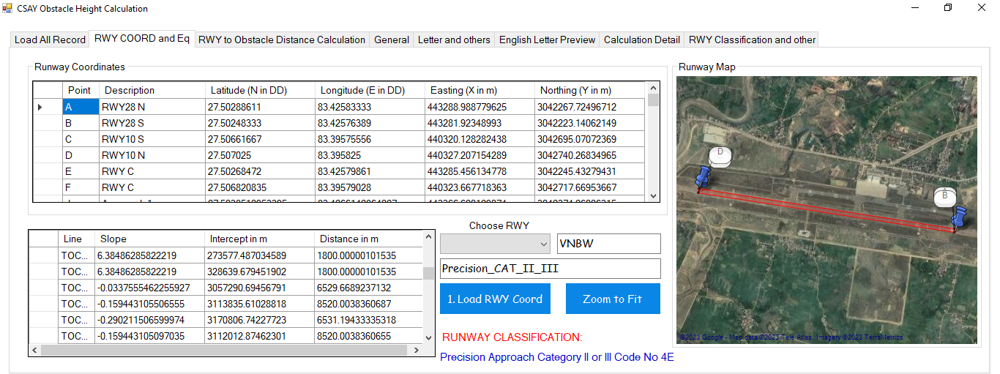 CSAY Obstacle Height Calculation
Load All Record RWY COORD and Eq RWY to Obstacle Distance Calculation General Letter and others English Letter Preview Calculation Detail RWY Classification and other
Runway Coordinates
Point Description Latitude (N in DD) Longitude (E in DD) Easting (X in m) Northing (Y in m)
A RWY28 N 27.50288611 83.42583333 443288.988779625 3042267.72496712
B RWY28 S 27.50248333 83.42576389 443281.92348993 3042223.14062149
C RWY10 S 27.50661667 83.39575556 440320.128282438 3042695.07072369
D RWY10 N 27.507025 83.395825 440327.207154289 3042740.26834965
E RWY C 27.50268472 83.42579861 443285.456134778 3042245.43279431
F RWY C 27.506820835 83.39579028 440323.667718363 3042717.66953667
Line Slope Intercept in m Distance in m
TOC... 6.38486285822219 273577.487034589 1800.00000101535
TOC... 6.38486285822219 328639.679451902 1800.00000101535
TOC... -0.0337555462255927 3057290.69456791 6529.6689237132
TOC... -0.159443105506555 3113835.61028818 8520.0038360687
TOC... -0.290211506599974 3170806.74227723 6531.19433335318
TOC... -0.159443105097035 3112012.87462301 8520.0038360655
Choose RWY
VNBW
Precision_CAT_II_III
1. Load RWY Coord Zoom to Fit
RUNWAY CLASSIFICATION:
Precision Approach Category II or III Code No 4E
Runway Map
D
B
©2023 Google - Map data ©2023 Tele Atlas, Imagery ©2023 TerraMetrics